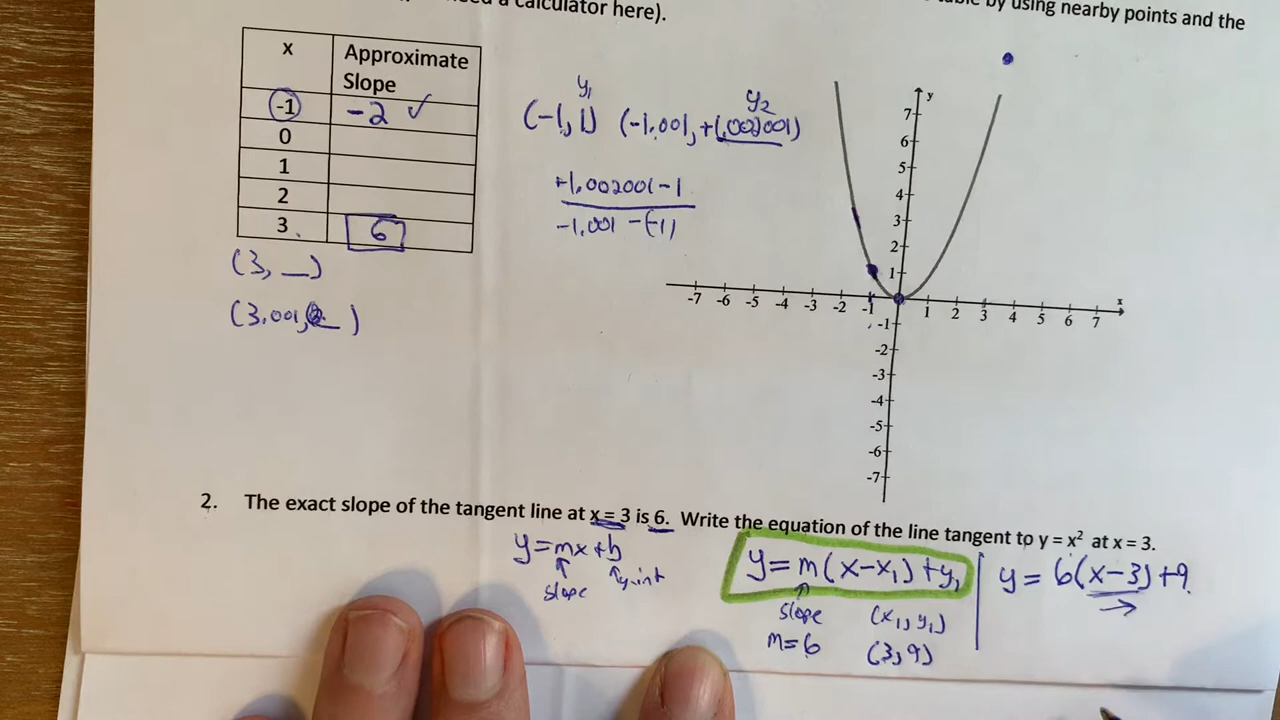 need a calculator here).
table by using nearby points and the
x Approximate Slope
-1 -2 ✓
0
1
2
3 6
(3, __)
(3.001, __)
y₁
y₂
(-1, 1) (-1.001, +1.002001)
+1.002001 - 1
-1.001 - (-1)
y
7
6
5
4
3
2
1
-7 -6 -5 -4 -3 -2 -1 1 2 3 4 5 6 7 x
-1
-2
-3
-4
-5
-6
-7
2. The exact slope of the tangent line at x = 3 is 6. Write the equation of the line tangent to y = x² at x = 3.
y = mx + b
slope y-int
y = m(x - x₁) + y₁
slope (x₁, y₁)
m = 6 (3, 9)
y = 6(x - 3) + 9